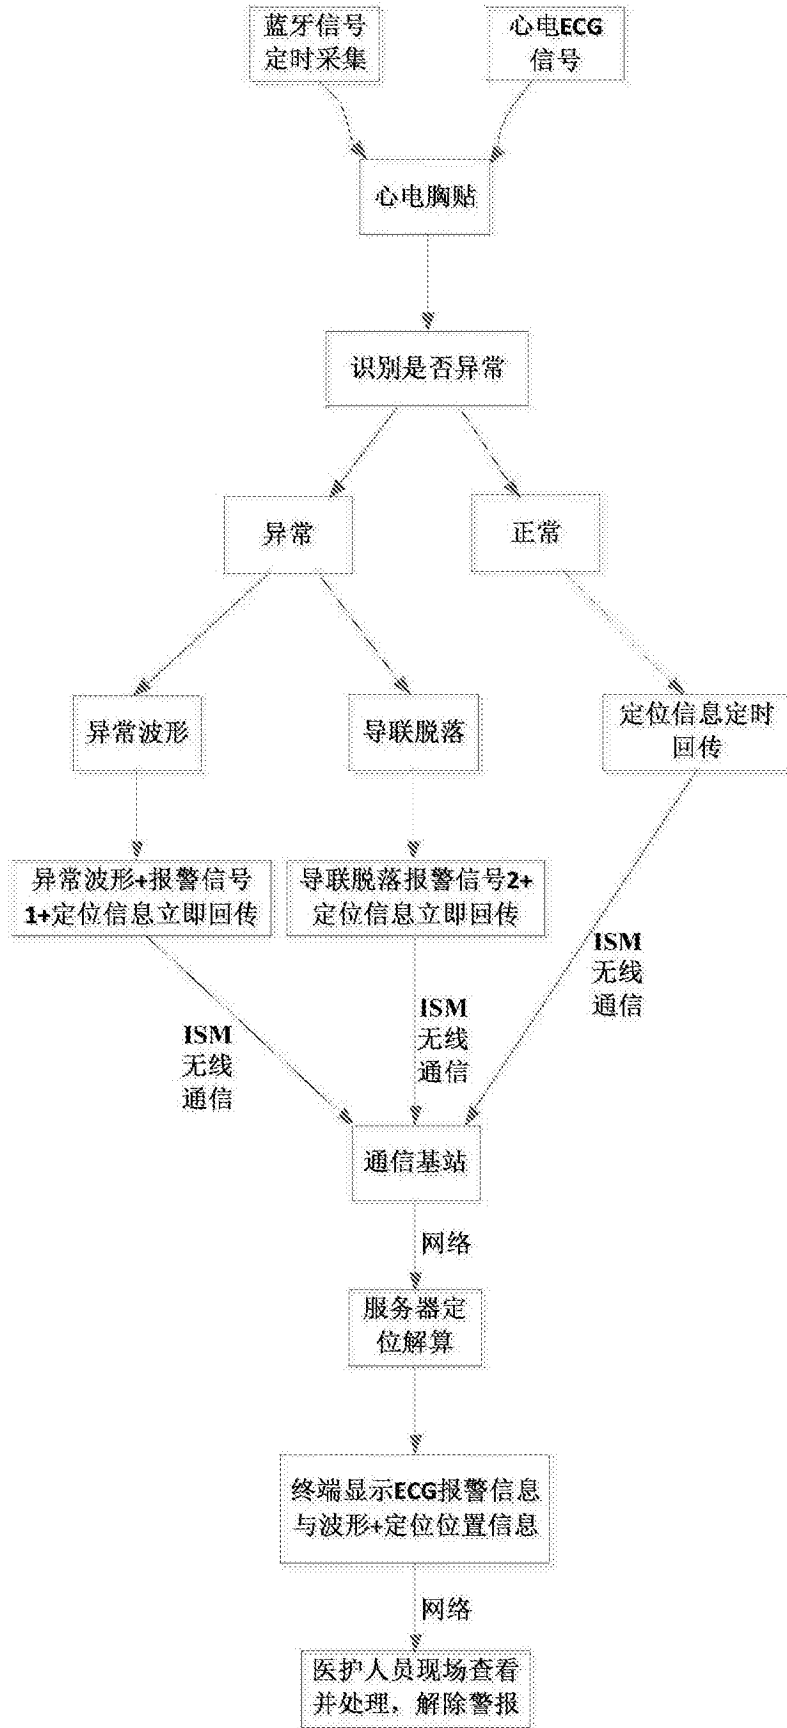 蓝牙信号
定时采集
心电ECG
信号
心电胸贴
识别是否异常
异常
正常
异常波形
导联脱落
定位信息定时
回传
异常波形+报警信号
1+定位信息立即回传
导联脱落报警信号2+
定位信息立即回传
ISM
无线
通信
ISM
无线
通信
ISM
无线
通信
通信基站
网络
服务器定
位解算
终端显示ECG报警信息
与波形+定位位置信息
网络
医护人员现场查看
并处理，解除警报